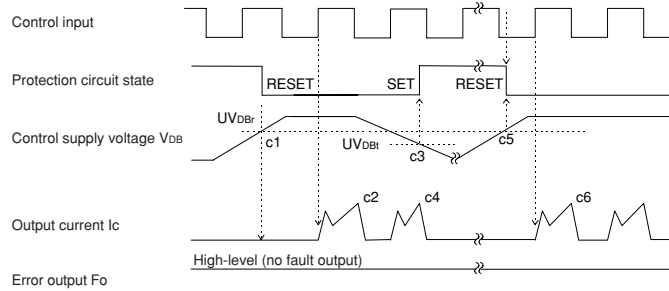 Control input
Protection circuit state
RESET
SET
RESET
UVDBr
Control supply voltage VDB
c1
UVDBt
c3
c5
c2
c4
c6
Output current Ic
High-level (no fault output)
Error output Fo